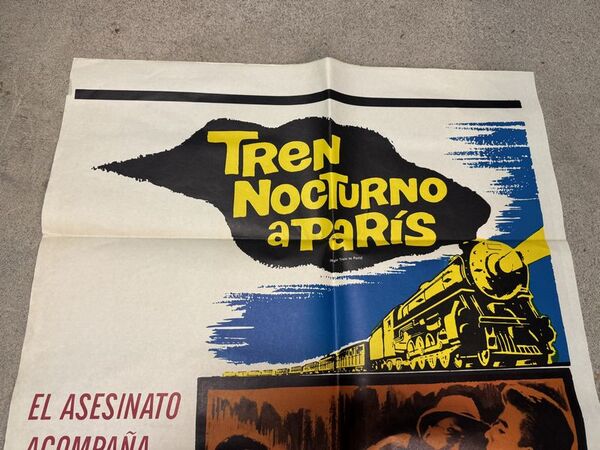 TREN
NOCTURNO
A PARÍS
(Night Train to Paris)
EL ASESINATO
ACOMPAÑA